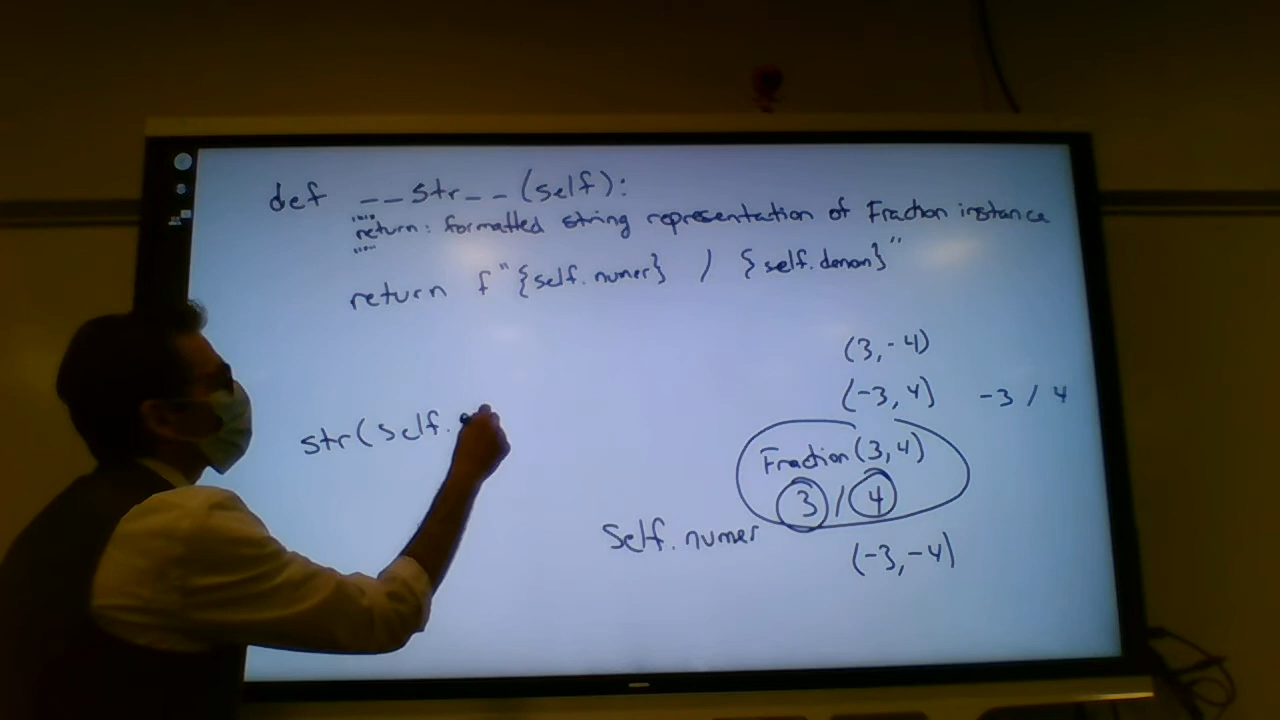 def __str__(self):
"""
return: formatted string representation of Fraction instance
"""
return f"{self.numer} / {self.denom}"
(3,-4)
(-3,4) -3/4
str(self.
Fraction(3,4)
3/4
Self.numer
(-3,-4)